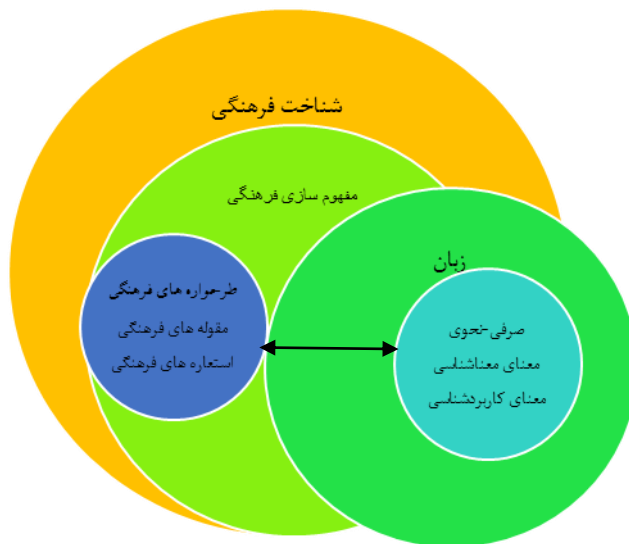 شناخت فرهنگی
مفهوم سازی فرهنگی
زبان
طرحواره های فرهنگی
مقوله های فرهنگی
استعاره های فرهنگی
صرفی-نحوی
معنای معناشناسی
معنای کاربردشناسی